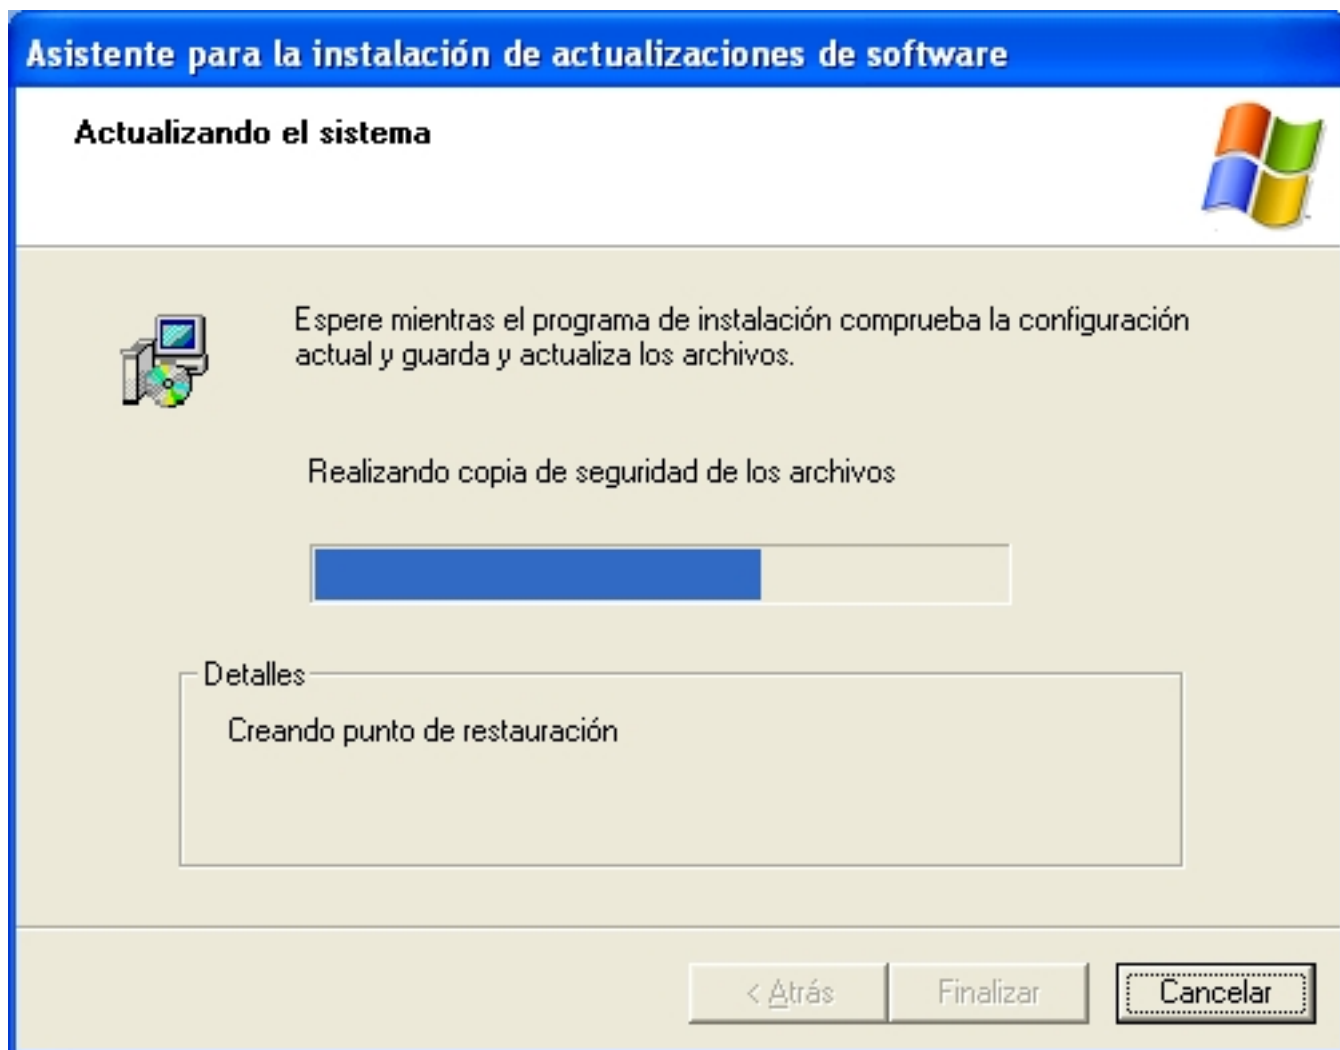 Asistente para la instalación de actualizaciones de software
Actualizando el sistema
Espere mientras el programa de instalación comprueba la configuración
actual y guarda y actualiza los archivos.
Realizando copia de seguridad de los archivos
Detalles
Creando punto de restauración
< Atrás
Finalizar
Cancelar